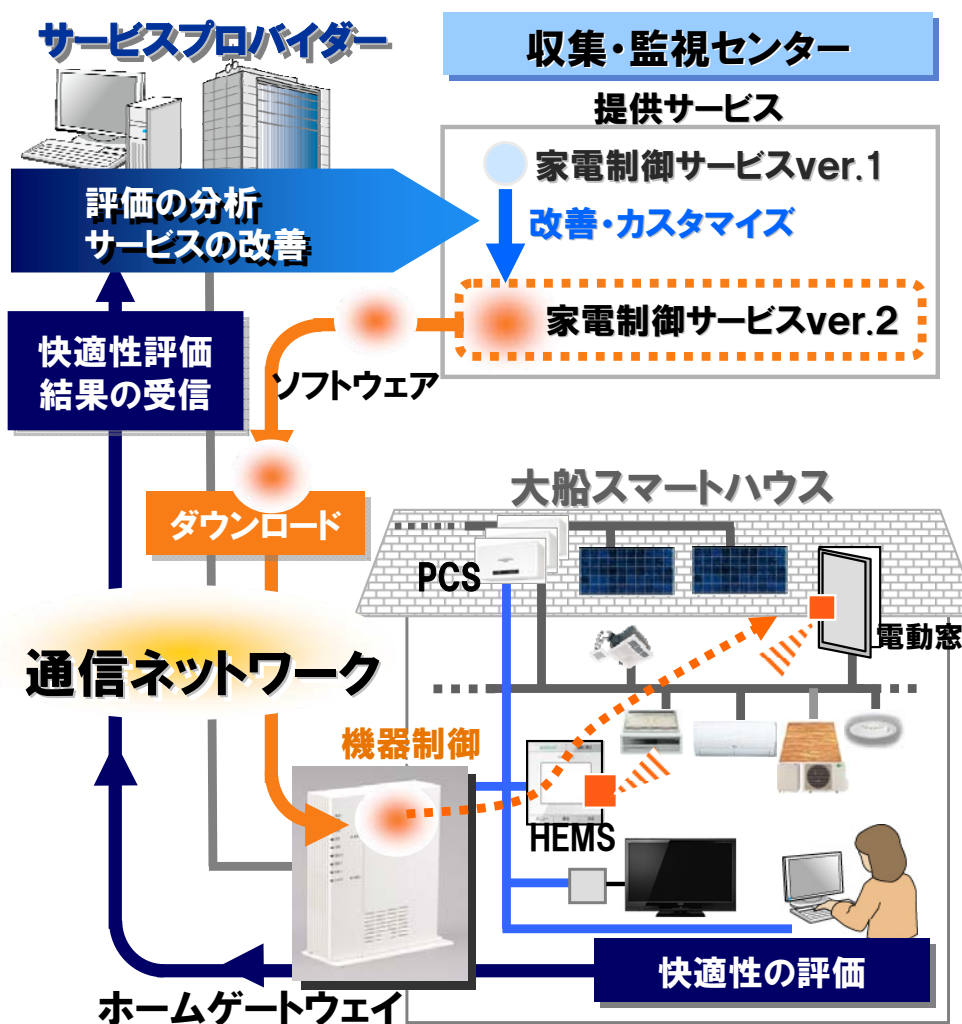 サービスプロバイダー
収集・監視センター
提供サービス
家電制御サービスver.1
改善・カスタマイズ
家電制御サービスver.2
評価の分析
サービスの改善
快適性評価
結果の受信
ソフトウェア
ダウンロード
大船スマートハウス
PCS
電動窓
通信ネットワーク
機器制御
HEMS
快適性の評価
ホームゲートウェイ